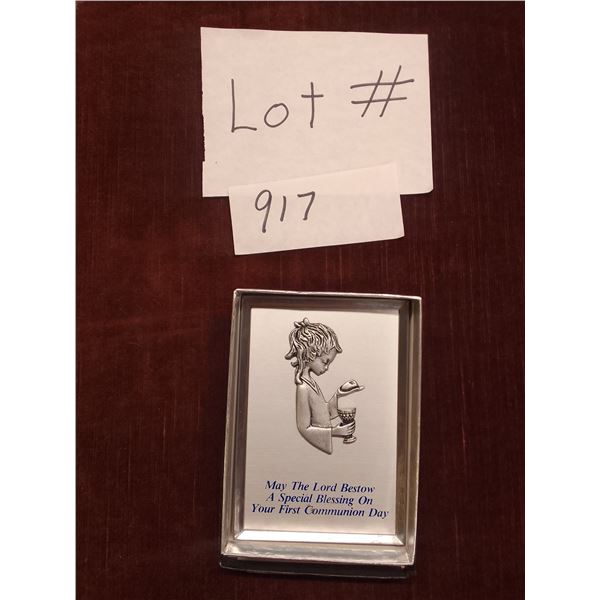 Lot #
917
May The Lord Bestow
A Special Blessing On
Your First Communion Day